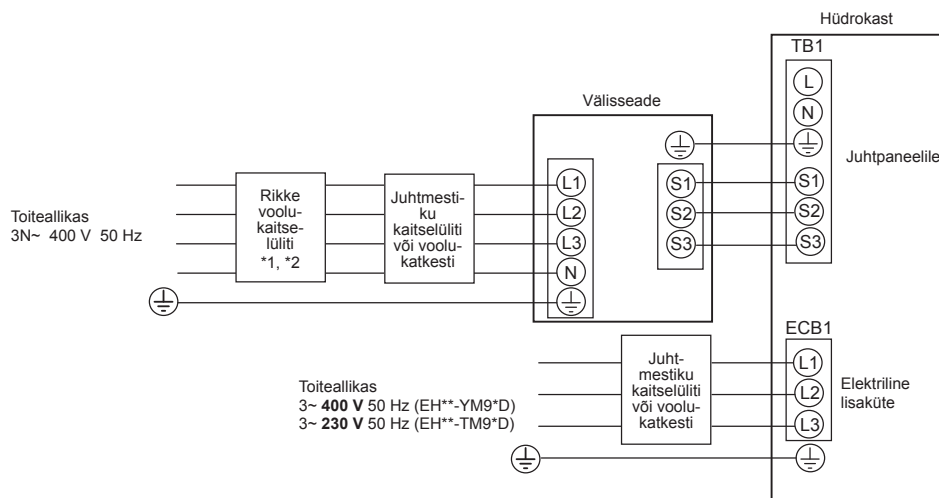 Hüdrokast
TB1
L
N
Juhtpaneelile
S1
S2
S3
Välisseade
S1
S2
S3
L1
L2
L3
N
Rikke
voolu-
kaitse-
lüliti
*1, *2
Juhtmesti-
ku
kaitselüliti
või voolu-
katkesti
Toiteallikas
3N~ 400 V 50 Hz
ECB1
L1
L2
L3
Elektriline
lisaküte
Juht-
mestiku
kaitselüliti
või voolu-
katkesti
Toiteallikas
3~ 400 V 50 Hz (EH**-YM9*D)
3~ 230 V 50 Hz (EH**-TM9*D)